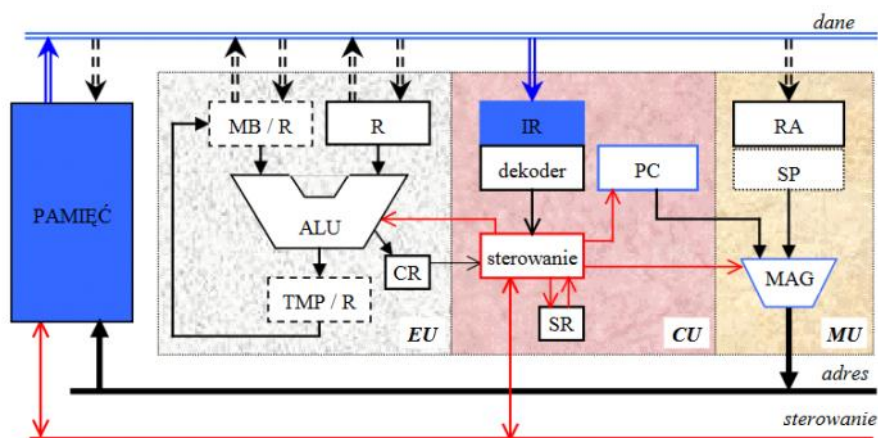 dane
MB / R
R
IR
RA
dekoder
PC
SP
PAMIĘĆ
ALU
sterowanie
CR
MAG
TMP / R
SR
EU
CU
MU
adres
sterowanie